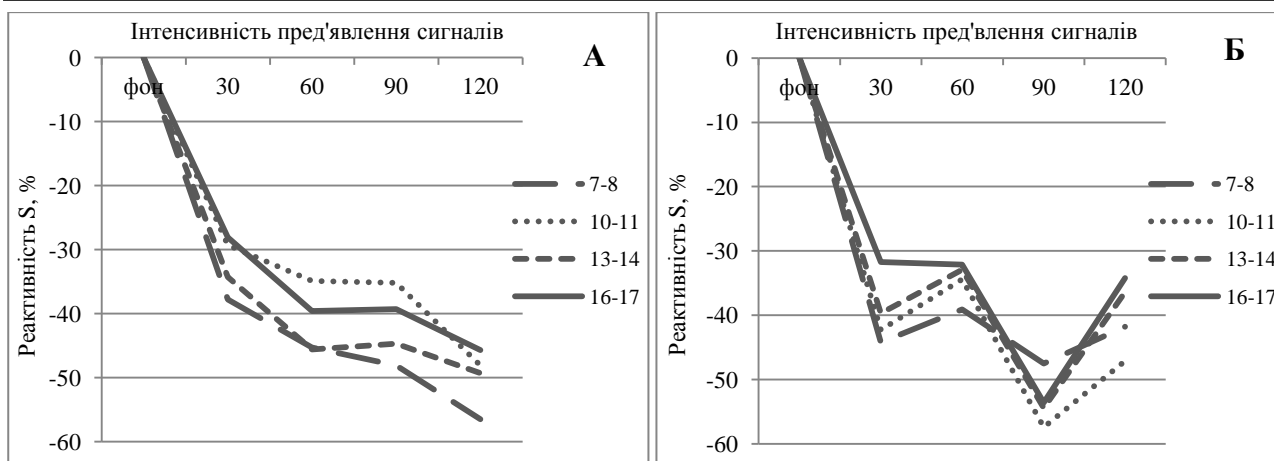 Інтенсивність пред'явлення сигналів
А
0
фон 30 60 90 120
-10
-20
-30
-40
-50
-60
Реактивність S, %
7-8
10-11
13-14
16-17
Інтенсивність пред'влення сигналів
Б
0
фон 30 60 90 120
-10
-20
-30
-40
-50
-60
Реактивність S, %
7-8
10-11
13-14
16-17